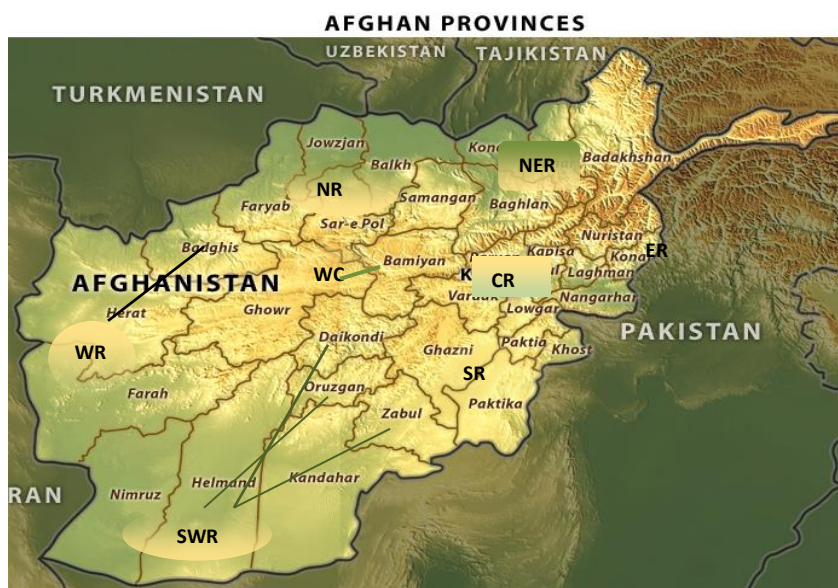 AFGHAN PROVINCES
UZBEKISTAN
TAJIKISTAN
TURKMENISTAN
Jowzjan
Balkh
Kon
NER
Badakhshan
NR
Samangan
Baghlan
Faryab
Sar-e Pol
Nuristan
Badghis
Bamiyan
Kapisa
Kona
ER
AFGHANISTAN
WC
K
CR
Laghman
Herat
Ghowr
Nangarhar
Lowgar
PAKISTAN
Daikondi
WR
Ghazni
Paktia
Khost
SR
Farah
Oruzgan
Zabul
Paktika
Helmand
Kandahar
Nimruz
RAN
SWR